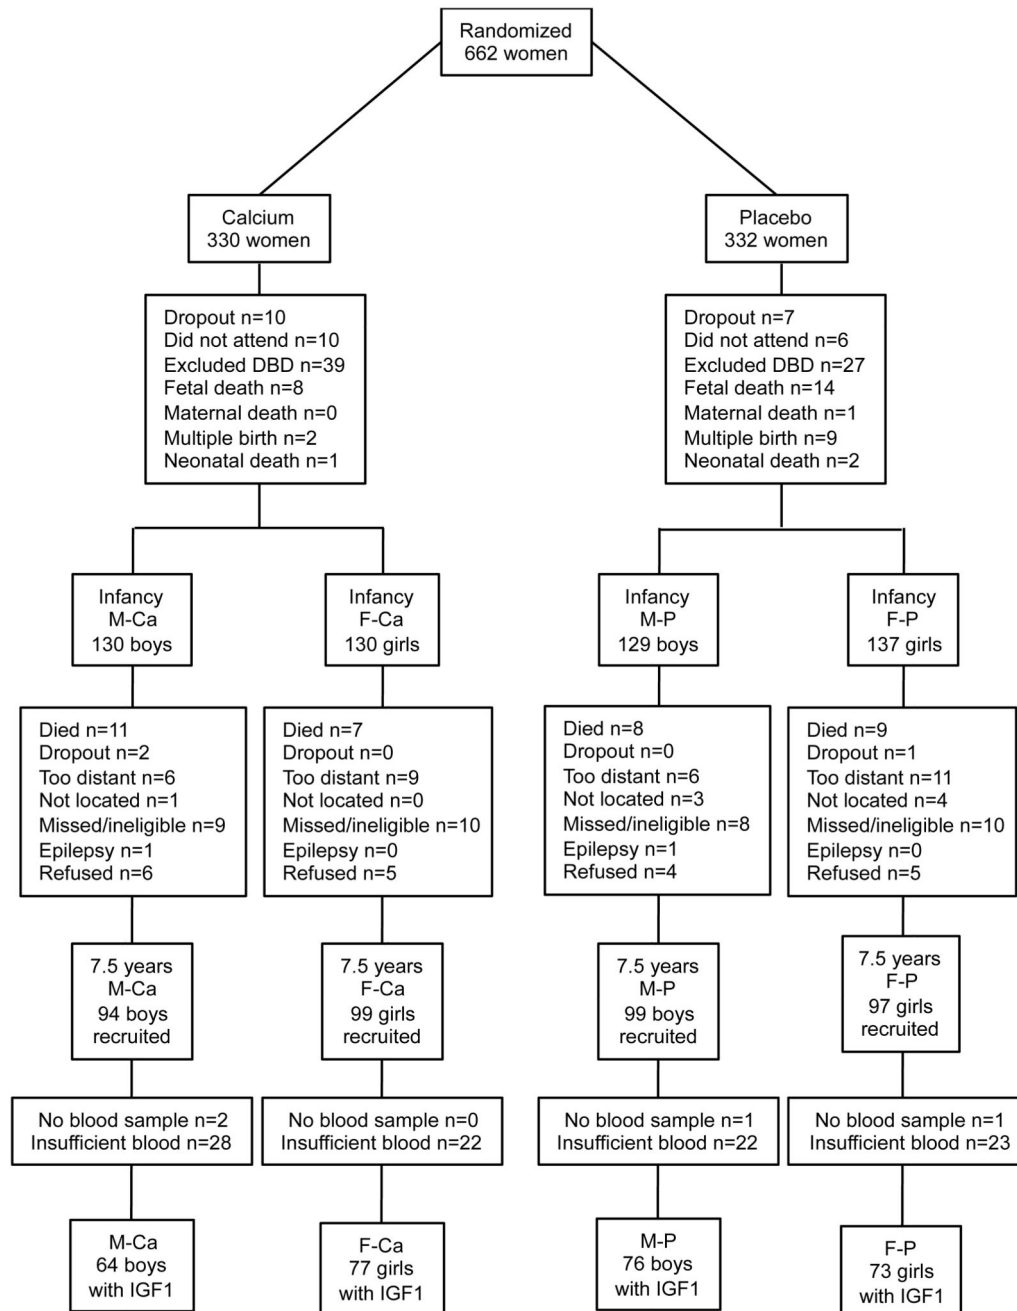 Randomized
662 women
Calcium
330 women
Placebo
332 women
Dropout n=10
Did not attend n=10
Excluded DBD n=39
Fetal death n=8
Maternal death n=0
Multiple birth n=2
Neonatal death n=1
Dropout n=7
Did not attend n=6
Excluded DBD n=27
Fetal death n=14
Maternal death n=1
Multiple birth n=9
Neonatal death n=2
Infancy
M-Ca
130 boys
Infancy
F-Ca
130 girls
Infancy
M-P
129 boys
Infancy
F-P
137 girls
Died n=11
Dropout n=2
Too distant n=6
Not located n=1
Missed/ineligible n=9
Epilepsy n=1
Refused n=6
Died n=7
Dropout n=0
Too distant n=9
Not located n=0
Missed/ineligible n=10
Epilepsy n=0
Refused n=5
Died n=8
Dropout n=0
Too distant n=6
Not located n=3
Missed/ineligible n=8
Epilepsy n=1
Refused n=4
Died n=9
Dropout n=1
Too distant n=11
Not located n=4
Missed/ineligible n=10
Epilepsy n=0
Refused n=5
7.5 years
M-Ca
94 boys
recruited
7.5 years
F-Ca
99 girls
recruited
7.5 years
M-P
99 boys
recruited
7.5 years
F-P
97 girls
recruited
No blood sample n=2
Insufficient blood n=28
No blood sample n=0
Insufficient blood n=22
No blood sample n=1
Insufficient blood n=22
No blood sample n=1
Insufficient blood n=23
M-Ca
64 boys
with IGF1
F-Ca
77 girls
with IGF1
M-P
76 boys
with IGF1
F-P
73 girls
with IGF1